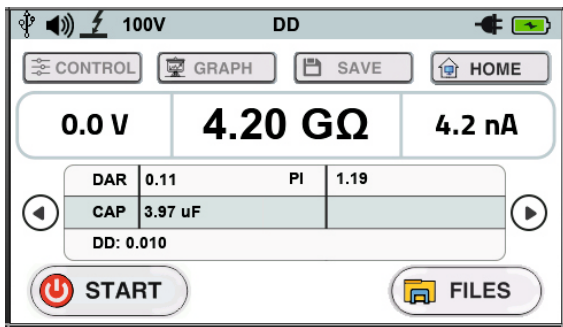 100V DD
CONTROL GRAPH SAVE HOME
0.0 V 4.20 GΩ 4.2 nA
DAR 0.11 PI 1.19
CAP 3.97 uF
DD: 0.010
START FILES